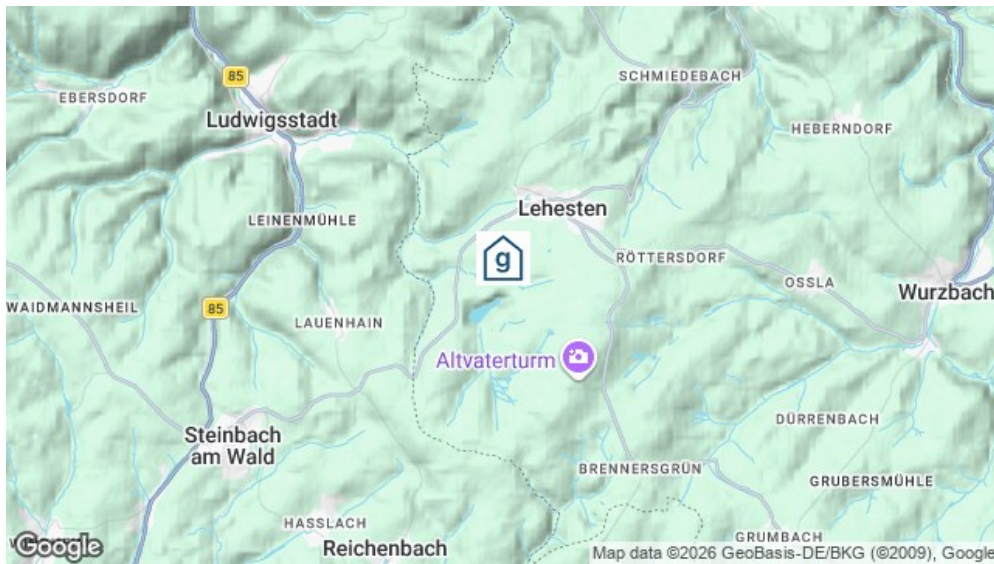 85
SCHMIEDEBACH
EBERSDORF
Ludwigsstadt
HEBERNDORF
Lehesten
LEINENMÜHLE
g
RÖTTERSDORF
OSSLA
Wurzbach
WAIDMANNSHEIL
85
LAUENHAIN
Altvaterturm
DÜRRENBACH
Steinbach
am Wald
BRENNERSGRÜN
GRUBERSMÜHLE
HASSLACH
GRUMBACH
Reichenbach
Google
Map data ©2026 GeoBasis-DE/BKG (©2009), Google